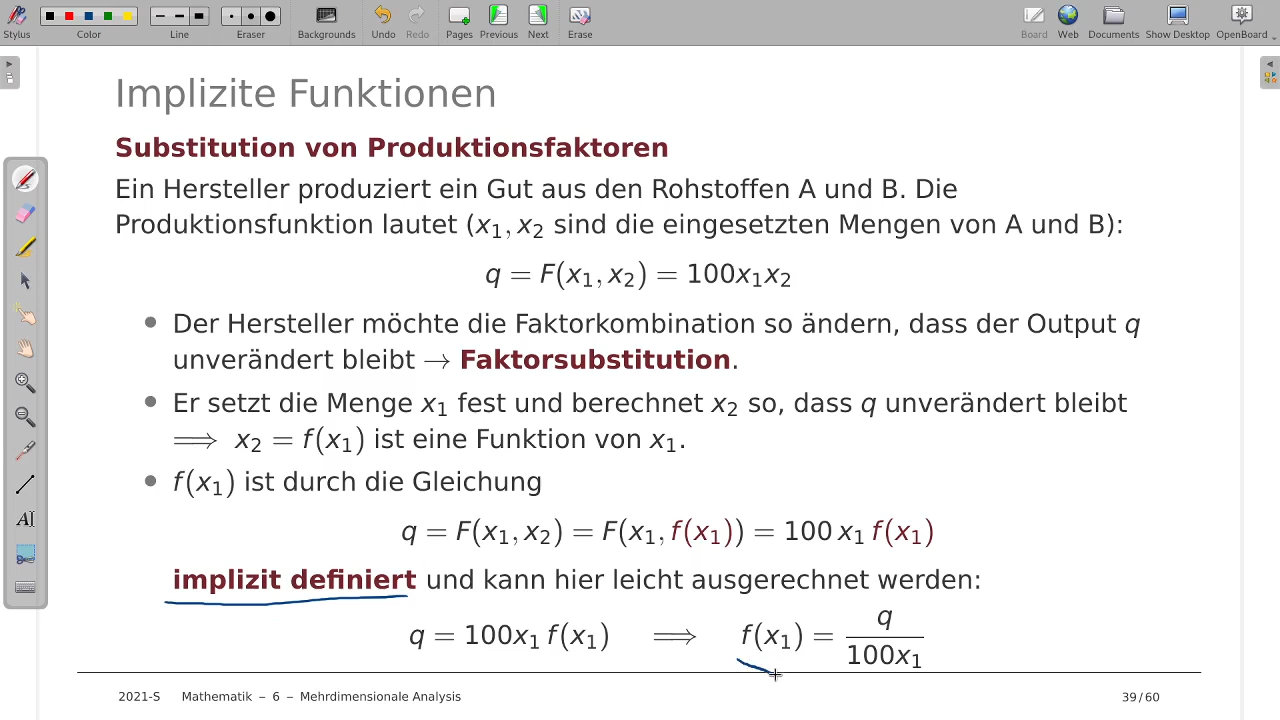 Stylus Color Line Eraser Backgrounds Undo Redo Pages Previous Next Erase Board Web Documents Show Desktop OpenBoard
Implizite Funktionen
Substitution von Produktionsfaktoren
Ein Hersteller produziert ein Gut aus den Rohstoffen A und B. Die
Produktionsfunktion lautet (x₁, x₂ sind die eingesetzten Mengen von A und B):
q = F(x₁, x₂) = 100x₁x₂
• Der Hersteller möchte die Faktorkombination so ändern, dass der Output q
unverändert bleibt → Faktorsubstitution.
• Er setzt die Menge x₁ fest und berechnet x₂ so, dass q unverändert bleibt
⟹ x₂ = f(x₁) ist eine Funktion von x₁.
• f(x₁) ist durch die Gleichung
q = F(x₁, x₂) = F(x₁, f(x₁)) = 100 x₁ f(x₁)
implizit definiert und kann hier leicht ausgerechnet werden:
q = 100x₁ f(x₁) ⟹ f(x₁) = q / 100x₁
2021-S Mathematik – 6 – Mehrdimensionale Analysis 39/60